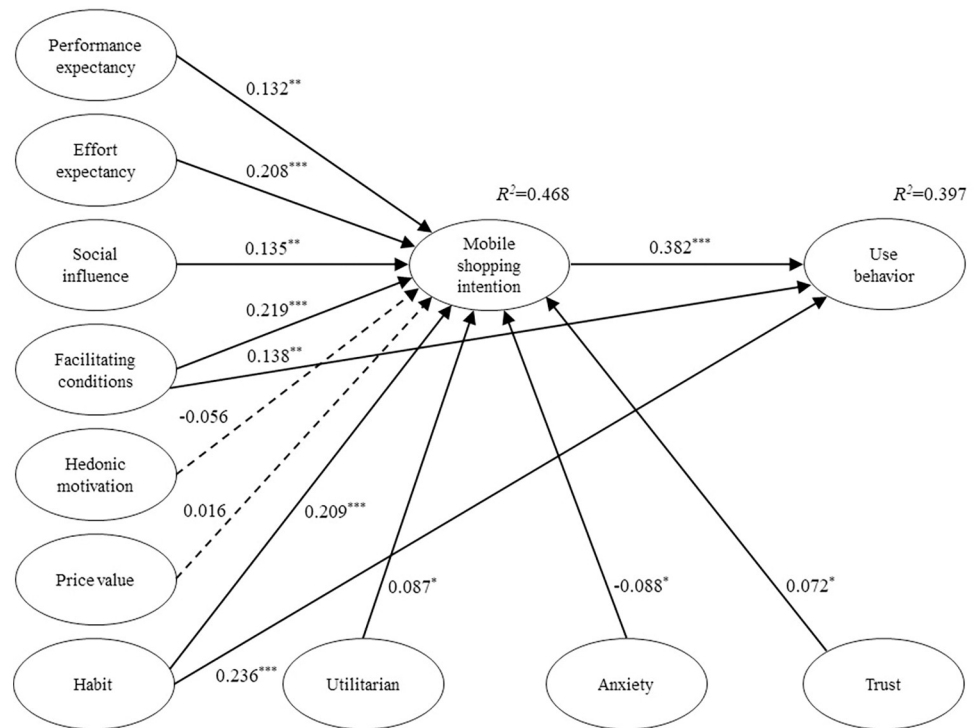 Performance
expectancy
0.132**
Effort
expectancy
0.208***
R²=0.468
R²=0.397
Social
influence
0.135**
Mobile
shopping
intention
0.382***
Use
behavior
0.219***
Facilitating
conditions
0.138**
-0.056
Hedonic
motivation
0.016
0.209***
Price value
0.087*
-0.088*
0.072*
Habit
0.236***
Utilitarian
Anxiety
Trust